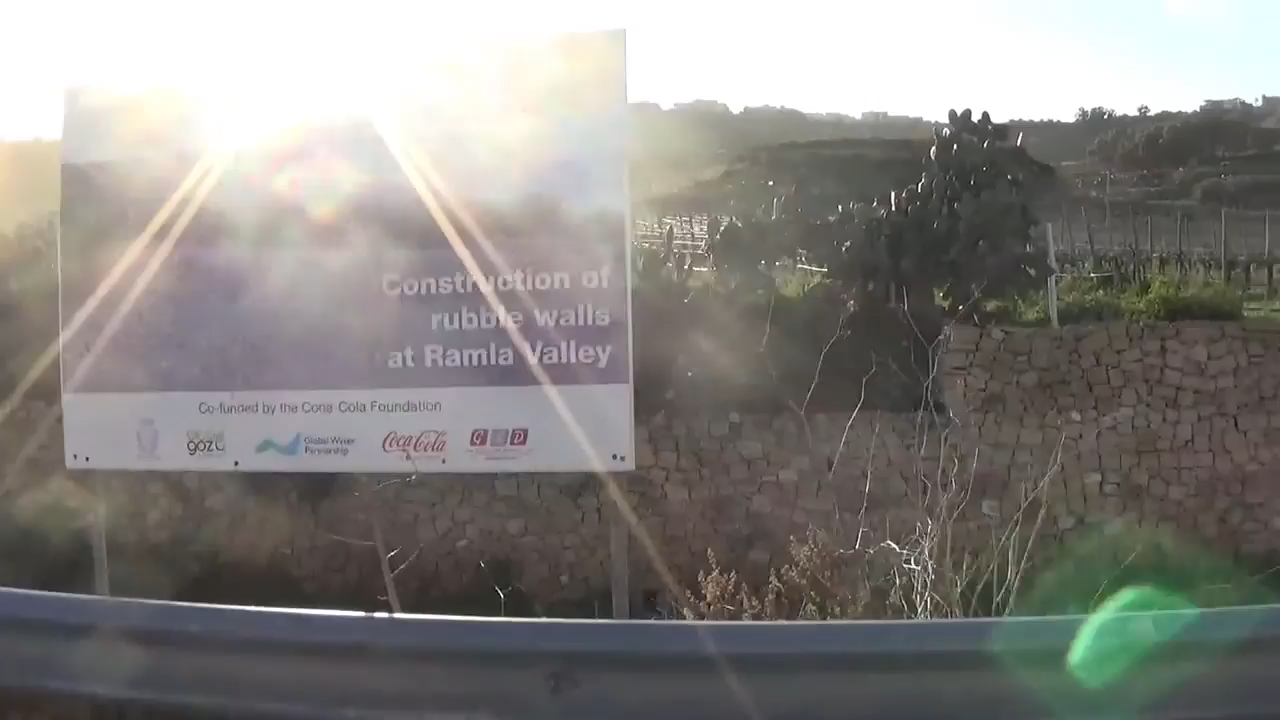 Construction of
rubble walls
at Ramla Valley
Co-funded by the Coca Cola Foundation
gozo
Global Water
Partnership
Coca-Cola